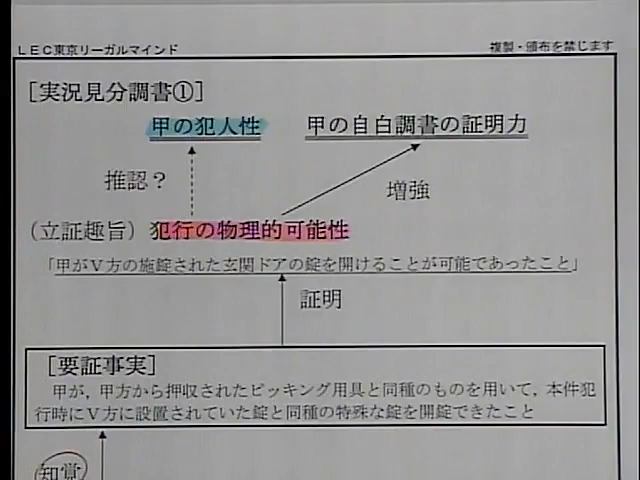 LEC東京リーガルマインド
複製・頒布を禁じます
[実況見分調書①]
甲の犯人性
甲の自白調書の証明力
推認？
増強
(立証趣旨) 犯行の物理的可能性
「甲がV方の施錠された玄関ドアの錠を開けることが可能であったこと」
証明
[要証事実]
甲が，甲方から押収されたピッキング用具と同種のものを用いて，本件犯
行時にV方に設置されていた錠と同種の特殊な錠を開錠できたこと
知覚